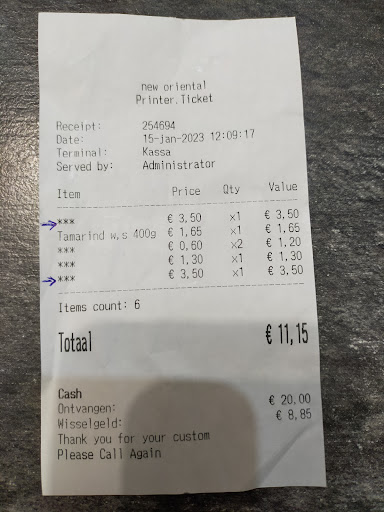 new oriental
Printer.Ticket
Receipt: 254694
Date: 15-jan-2023 12:09:17
Terminal: Kassa
Served by: Administrator
Item Price Qty Value
*** € 3,50 x1 € 3,50
Tamarind w,s 400g € 1,65 x1 € 1,65
*** € 0,60 x2 € 1,20
*** € 1,30 x1 € 1,30
*** € 3,50 x1 € 3,50
Items count: 6
Totaal € 11,15
Cash
Ontvangen: € 20.00
Wisselgeld: € 8,85
Thank you for your custom
Please Call Again